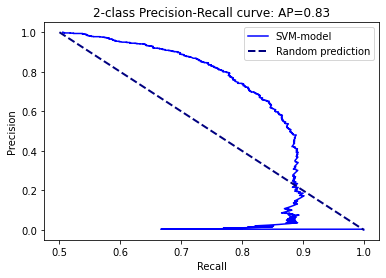 2-class Precision-Recall curve: AP=0.83
SVM-model
Random prediction
Precision
1.0
0.8
0.6
0.4
0.2
0.0
0.5
0.6
0.7
0.8
0.9
1.0
Recall